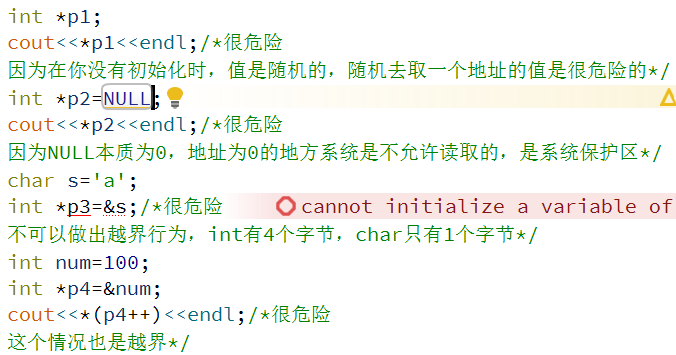 int *p1;
cout<<*p1<<endl;/*很危险
因为在你没有初始化时，值是随机的，随机去取一个地址的值是很危险的*/
int *p2=NULL;
cout<<*p2<<endl;/*很危险
因为NULL本质为0，地址为0的地方系统是不允许读取的，是系统保护区*/
char s='a';
int *p3=&s;/*很危险 cannot initialize a variable of
不可以做出越界行为，int有4个字节，char只有1个字节*/
int num=100;
int *p4=&num;
cout<<*(p4++)<<endl;/*很危险
这个情况也是越界*/